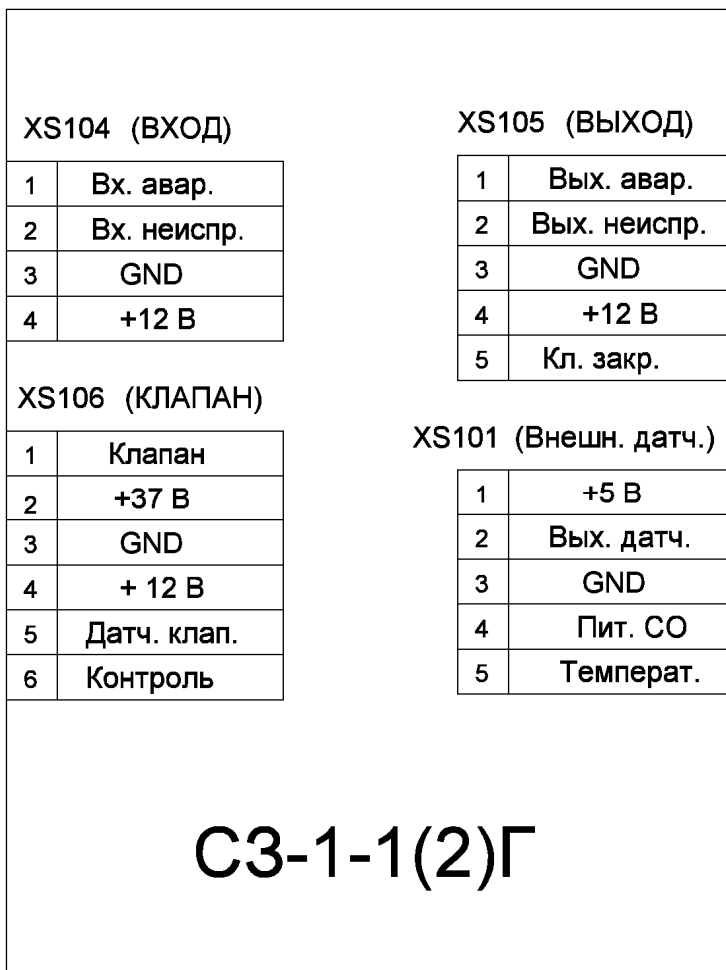 XS104 (ВХОД)
1 Вх. авар.
2 Вх. неиспр.
3 GND
4 +12 В
XS105 (ВЫХОД)
1 Вых. авар.
2 Вых. неиспр.
3 GND
4 +12 В
5 Кл. закр.
XS106 (КЛАПАН)
1 Клапан
2 +37 В
3 GND
4 + 12 В
5 Датч. клап.
6 Контроль
XS101 (Внешн. датч.)
1 +5 В
2 Вых. датч.
3 GND
4 Пит. СО
5 Температ.
СЗ-1-1(2)Г